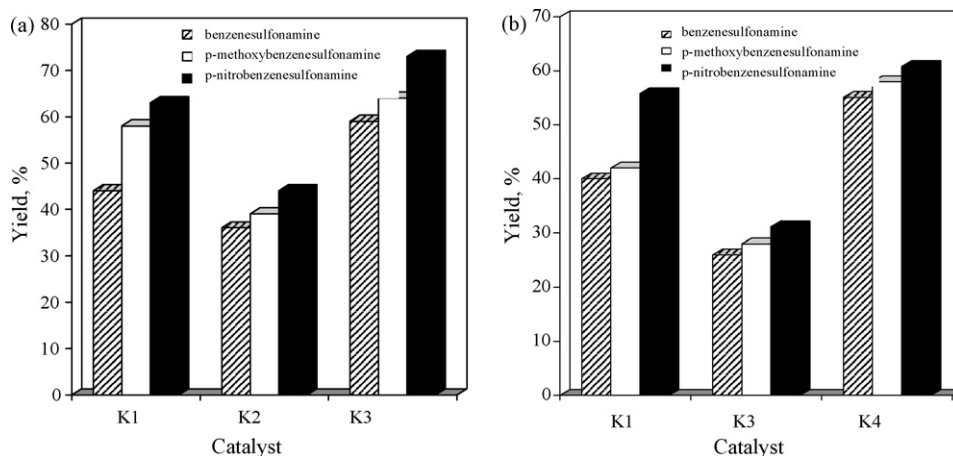 (a)
80
70
60
50
40
30
20
10
0
Yield, %
benzenesulfonamine
p-methoxybenzenesulfonamine
p-nitrobenzenesulfonamine
K1 K2 K3
Catalyst
(b)
70
60
50
40
30
20
10
0
Yield, %
benzenesulfonamine
p-methoxybenzenesulfonamine
p-nitrobenzenesulfonamine
K1 K3 K4
Catalyst